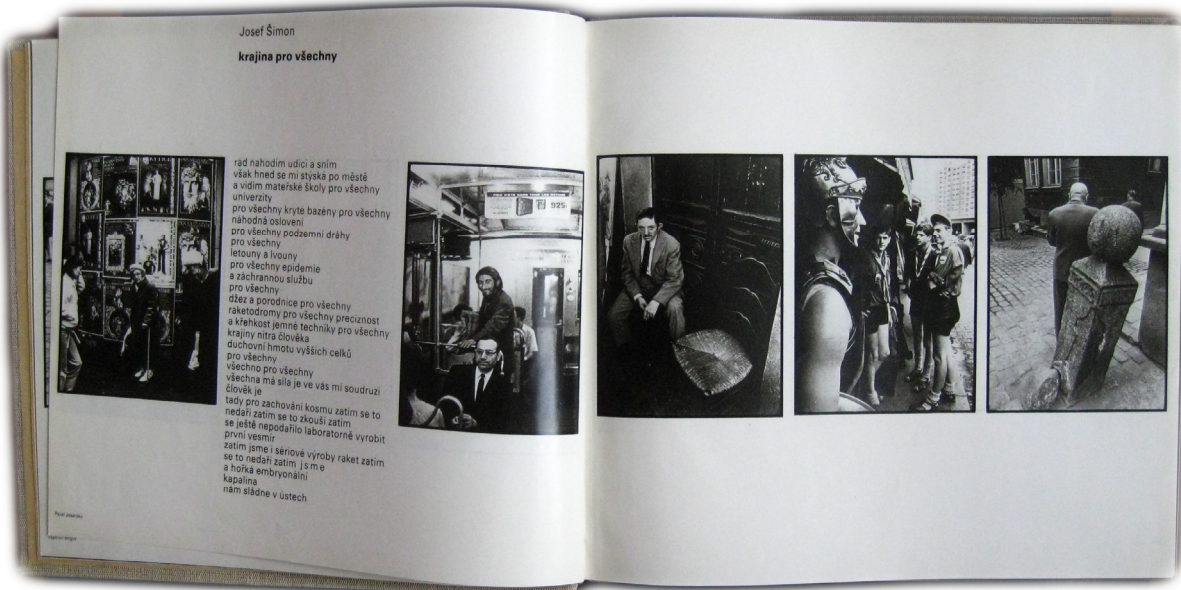 Josef Šimon
krajina pro všechny
rád nahodím udici a sním
však hned se mi stýská po městě
a vidím mateřské školy pro všechny
univerzity
pro všechny kryté bazény pro všechny
náhodná oslovení
pro všechny podzemní dráhy
pro všechny
letouny a lvouny
pro všechny epidemie
a záchrannou službu
pro všechny
džez a porodnice pro všechny
raketodromy pro všechny preciznost
a křehkost jemné techniky pro všechny
krajiny nitra člověka
duchovní hmotu vyšších celků
pro všechny
všechno pro všechny
všechna má síla je ve vás mí soudruzi
člověk je
tady pro zachování kosmu zatím se to
nedaří zatím se to zkouší zatím
se ještě nepodařilo laboratorně vyrobit
první vesmír
zatím jsme i sériové výroby raket zatím
se to nedaří zatím j s m e
a hořká embryonální
kapalina
nám sládne v ústech
925